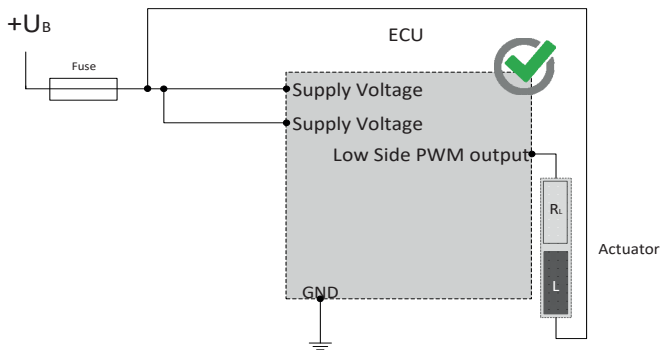 +UB
Fuse
ECU
Supply Voltage
Supply Voltage
Low Side PWM output
RL
L
Actuator
GND